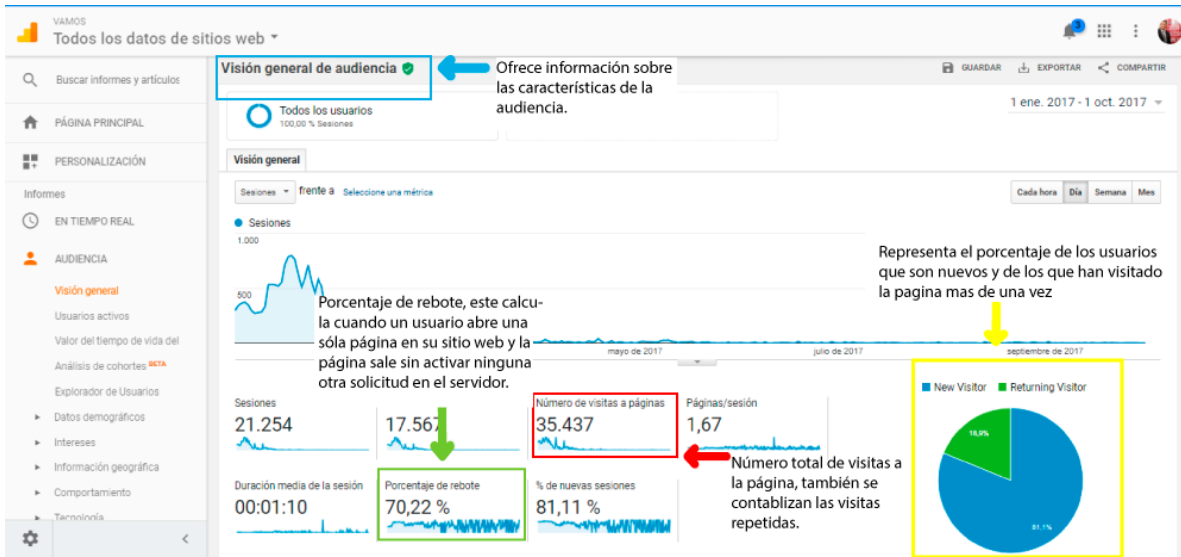 VAMOS
Todos los datos de sitios web
3
Buscar informes y artículos
PÁGINA PRINCIPAL
PERSONALIZACIÓN
Informes
EN TIEMPO REAL
AUDIENCIA
Visión general
Usuarios activos
Valor del tiempo de vida del
Análisis de cohortes BETA
Explorador de Usuarios
Datos demográficos
Intereses
Información geográfica
Comportamiento
Tecnología
Visión general de audiencia
Ofrece información sobre
las características de la
audiencia.
GUARDAR EXPORTAR COMPARTIR
Todos los usuarios
100,00 % Sesiones
1 ene. 2017 - 1 oct. 2017
Visión general
Sesiones frente a Seleccione una métrica
Cada hora Día Semana Mes
Sesiones
1.000
500
Representa el porcentaje de los usuarios
que son nuevos y de los que han visitado
la pagina mas de una vez
Porcentaje de rebote, este calcu-
la cuando un usuario abre una
sóla página en su sitio web y la
página sale sin activar ninguna
otra solicitud en el servidor.
mayo de 2017 julio de 2017 septiembre de 2017
Sesiones
21.254
17.567
Número de visitas a páginas
35.437
Páginas/sesión
1,67
Número total de visitas a
la página, también se
contablizan las visitas
repetidas.
Duración media de la sesión
00:01:10
Porcentaje de rebote
70,22 %
% de nuevas sesiones
81,11 %
New Visitor Returning Visitor
18,9%
81,1%